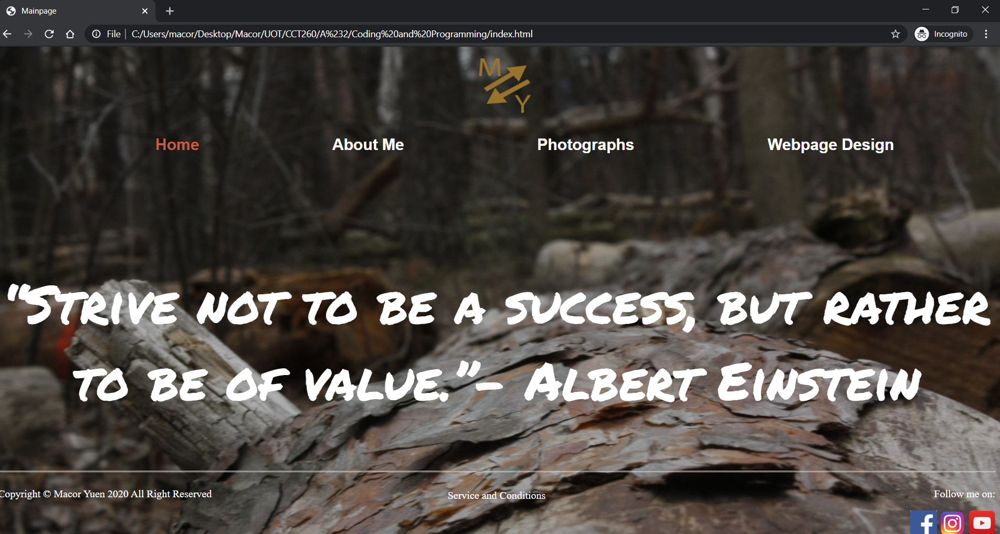 Mainpage
File | C:/Users/macor/Desktop/Macor/UOT/CCT260/A%232/Coding%20and%20Programming/index.html
Incognito
M
Y
Home
About Me
Photographs
Webpage Design
“Strive not to be a success, but rather
to be of value.”- Albert Einstein
Copyright © Macor Yuen 2020 All Right Reserved
Service and Conditions
Follow me on: